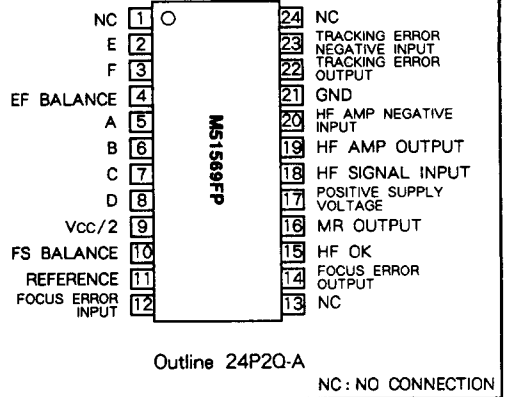 NC 1
E 2
F 3
EF BALANCE 4
A 5
B 6
C 7
D 8
Vcc/2 9
FS BALANCE 10
REFERENCE 11
FOCUS ERROR
INPUT 12
M51569FP
24 NC
23 TRACKING ERROR
NEGATIVE INPUT
22 TRACKING ERROR
OUTPUT
21 GND
20 HF AMP NEGATIVE
INPUT
19 HF AMP OUTPUT
18 HF SIGNAL INPUT
17 POSITIVE SUPPLY
VOLTAGE
16 MR OUTPUT
15 HF OK
14 FOCUS ERROR
OUTPUT
13 NC
Outline 24P2Q-A
NC : NO CONNECTION